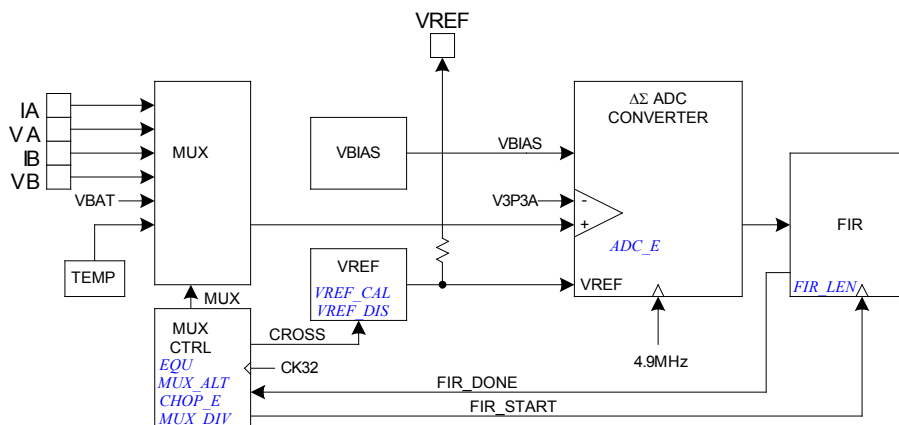 VREF
IA
VA
IB
VB
VBAT
TEMP
MUX
VBIAS
VBIAS
V3P3A
-
+
ΔΣ ADC
CONVERTER
ADC_E
VREF
FIR
FIR_LEN
VREF
VREF_CAL
VREF_DIS
MUX
MUX
CTRL
EQU
MUX_ALT
CHOP_E
MUX_DIV
CROSS
CK32
4.9MHz
FIR_DONE
FIR_START